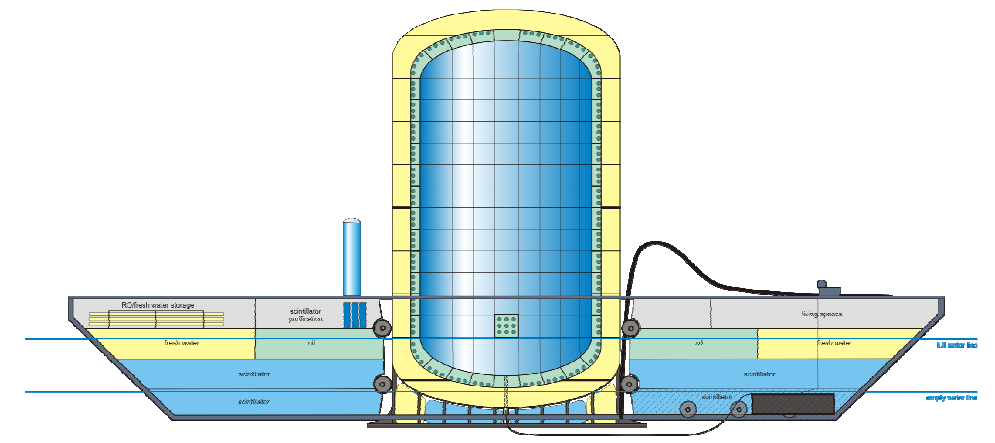 RO/fresh water storage
scintillator
purification
living spaces
fresh water
oil
oil
fresh water
full water line
scintillator
scintillator
empty water line
scintillator
scintillator